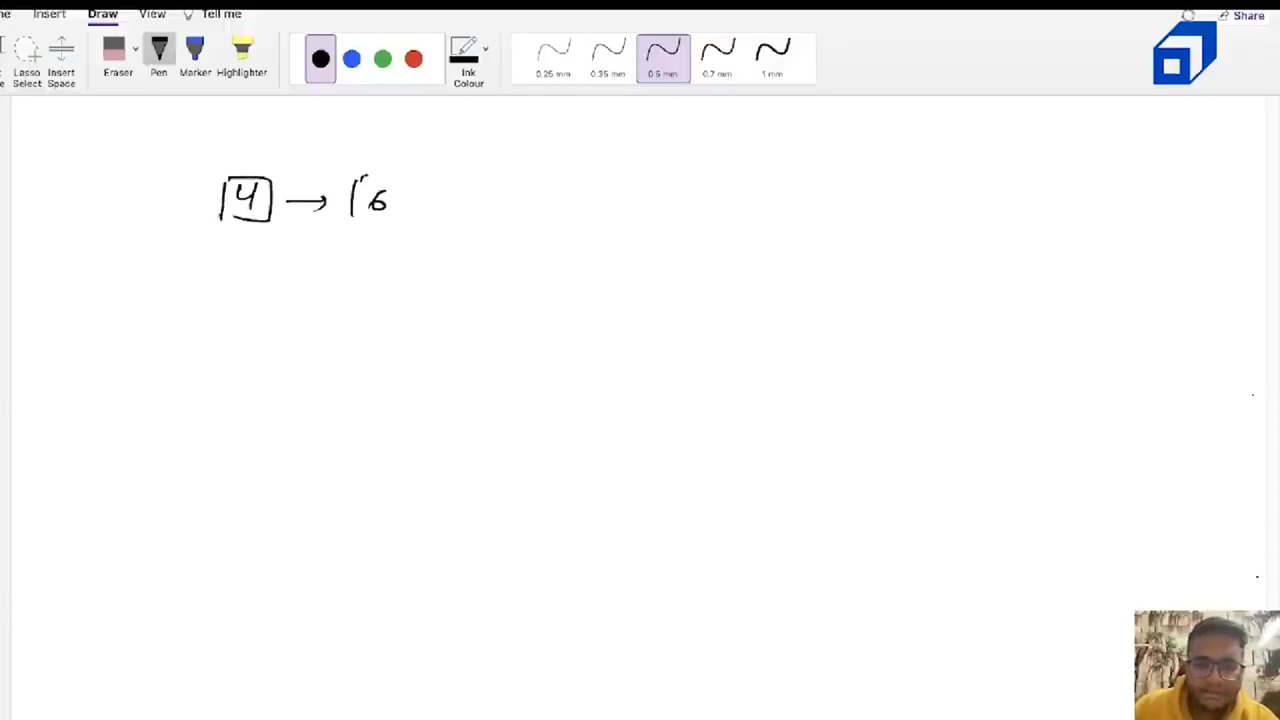 Insert Draw View Tell me Share
Eraser Pen Marker Highlighter
Lasso Select Insert Space Ink Colour
0.25 mm 0.35 mm 0.5 mm 0.7 mm 1 mm
4 → 6